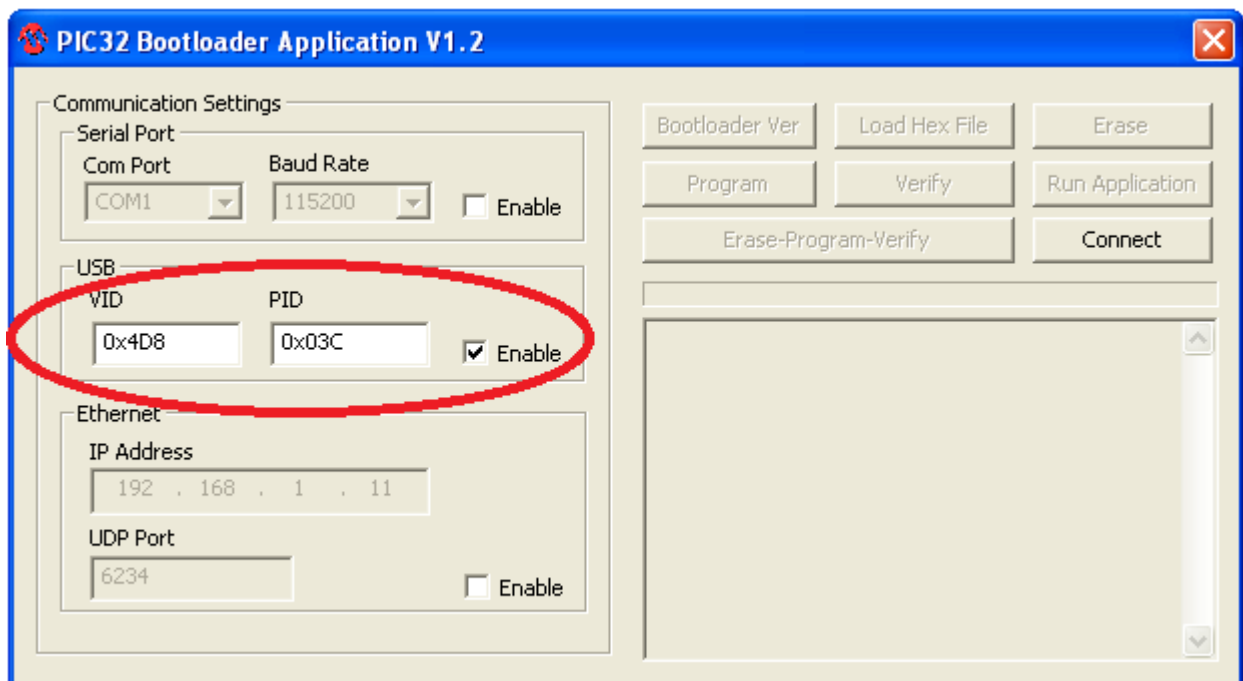 PIC32 Bootloader Application V1.2
Communication Settings
Serial Port
Com Port Baud Rate
COM1 115200 Enable
USB
VID PID
0x4D8 0x03C Enable
Ethernet
IP Address
192 . 168 . 1 . 11
UDP Port
6234 Enable
Bootloader Ver Load Hex File Erase
Program Verify Run Application
Erase-Program-Verify Connect